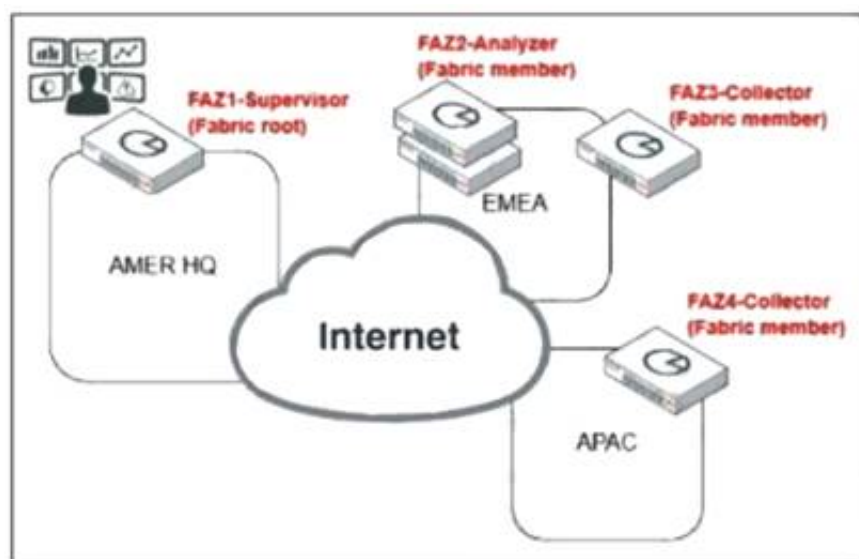 FAZ1-Supervisor
(Fabric root)
FAZ2-Analyzer
(Fabric member)
FAZ3-Collector
(Fabric member)
EMEA
AMER HQ
Internet
FAZ4-Collector
(Fabric member)
APAC